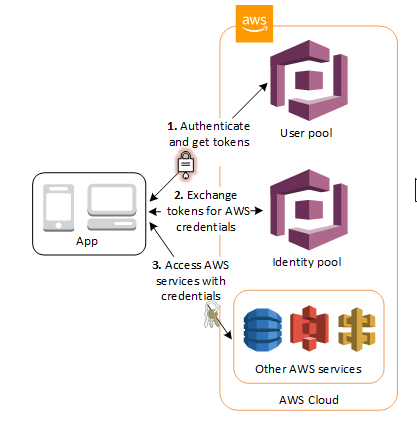 aws
1. Authenticate
and get tokens
User pool
2. Exchange
tokens for AWS
credentials
App
Identity pool
3. Access AWS
services with
credentials
Other AWS services
AWS Cloud